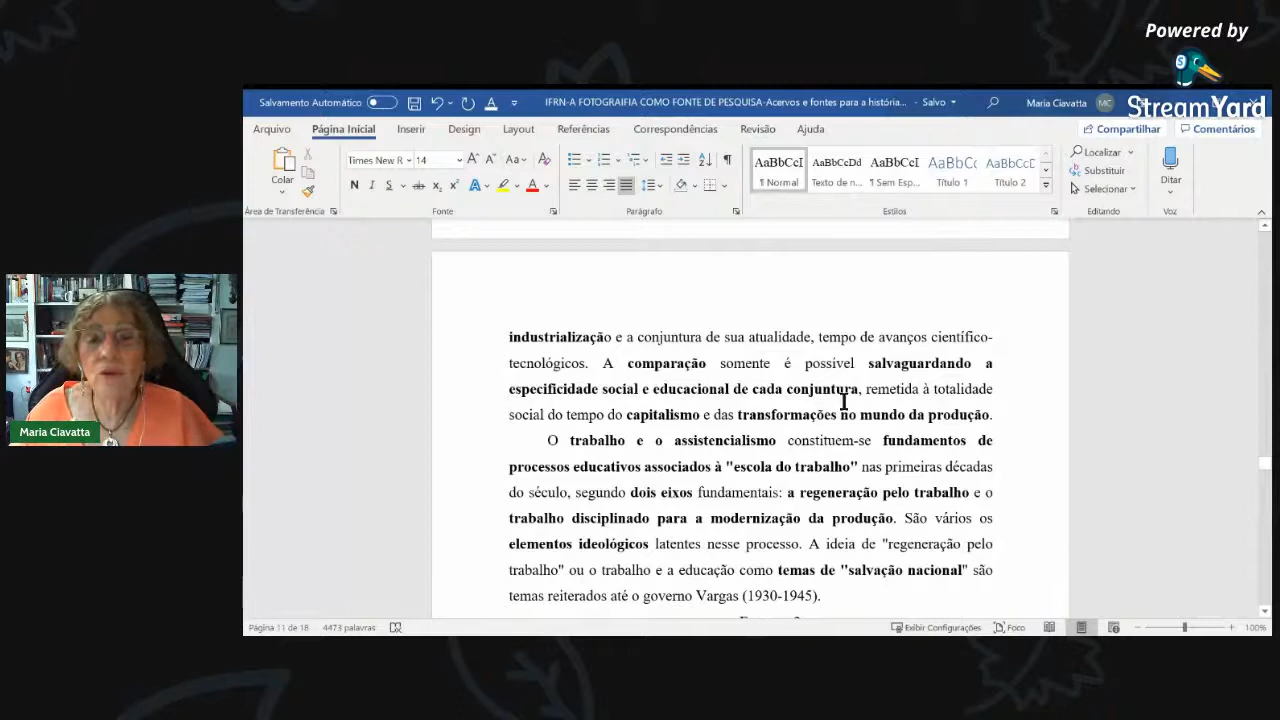 Powered by
StreamYard
Salvamento Automático
IFRN-A FOTOGRAIFIA COMO FONTE DE PESQUISA-Acervos e fontes para a história... - Salvo
Maria Ciavatta MC
Arquivo Página Inicial Inserir Design Layout Referências Correspondências Revisão Ajuda
Compartilhar Comentários
Colar
Times New R 14
AaBbCcI AaBbCcDd AaBbCcI AaBbCc AaBbCcD
¶ Normal Texto de n... ¶ Sem Esp... Título 1 Título 2
Localizar
Substituir
Selecionar
Ditar
Área de Transferência Fonte Parágrafo Estilos Editando Voz
industrialização e a conjuntura de sua atualidade, tempo de avanços científico-
tecnológicos. A comparação somente é possível salvaguardando a
especificidade social e educacional de cada conjuntura, remetida à totalidade
social do tempo do capitalismo e das transformações no mundo da produção.
O trabalho e o assistencialismo constituem-se fundamentos de
processos educativos associados à "escola do trabalho" nas primeiras décadas
do século, segundo dois eixos fundamentais: a regeneração pelo trabalho e o
trabalho disciplinado para a modernização da produção. São vários os
elementos ideológicos latentes nesse processo. A ideia de "regeneração pelo
trabalho" ou o trabalho e a educação como temas de "salvação nacional" são
temas reiterados até o governo Vargas (1930-1945).
Maria Ciavatta
Página 11 de 18 4473 palavras
Exibir Configurações Foco
100%